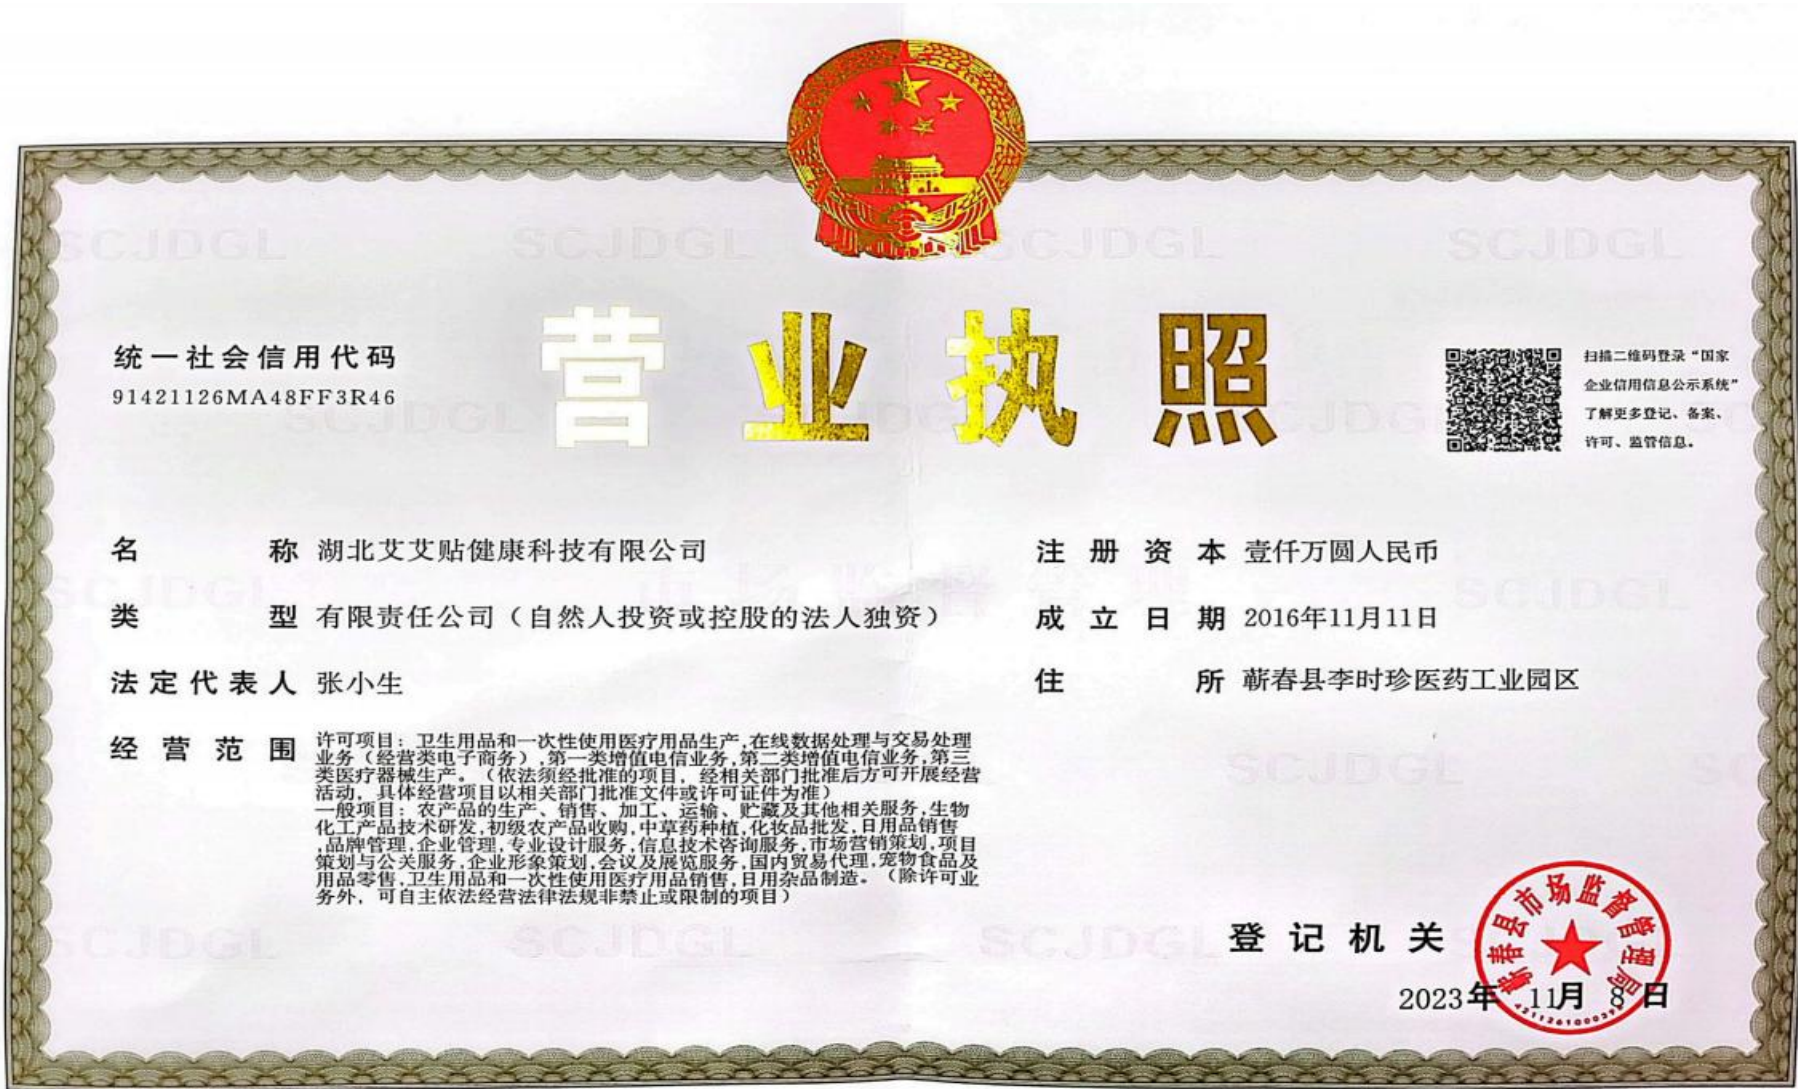 营业执照
统一社会信用代码
91421126MA48FF3R46
扫描二维码登录“国家
企业信用信息公示系统”
了解更多登记、备案、
许可、监管信息。
名称 湖北艾艾贴健康科技有限公司
类型 有限责任公司（自然人投资或控股的法人独资）
法定代表人 张小生
经营范围 许可项目：卫生用品和一次性使用医疗用品生产,在线数据处理与交易处理
业务（经营类电子商务）,第一类增值电信业务,第二类增值电信业务,第三
类医疗器械生产。（依法须经批准的项目，经相关部门批准后方可开展经营
活动，具体经营项目以相关部门批准文件或许可证件为准）
一般项目：农产品的生产、销售、加工、运输、贮藏及其他相关服务,生物
化工产品技术研发,初级农产品收购,中草药种植,化妆品批发,日用品销售
,品牌管理,企业管理,专业设计服务,信息技术咨询服务,市场营销策划,项目
策划与公关服务,企业形象策划,会议及展览服务,国内贸易代理,宠物食品及
用品零售,卫生用品和一次性使用医疗用品销售,日用杂品制造。（除许可业
务外，可自主依法经营法律法规非禁止或限制的项目）
注册资本 壹仟万圆人民币
成立日期 2016年11月11日
住所 蕲春县李时珍医药工业园区
登记机关
蕲春县市场监督管理局
2023年 11月 8日
SCJDGL